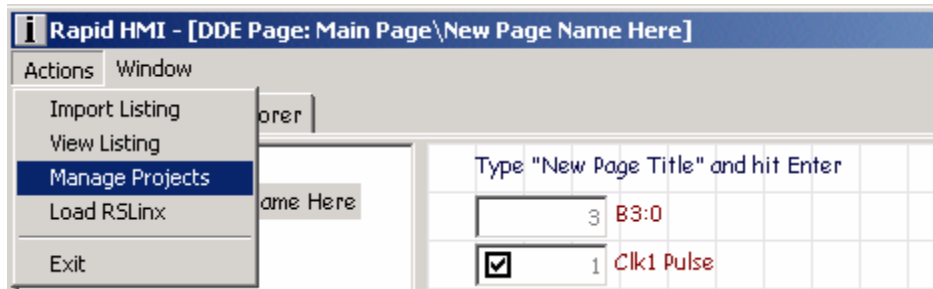 Rapid HMI - [DDE Page: Main Page\New Page Name Here]
Actions Window
Import Listing
View Listing
Manage Projects
Load RSLinx
Exit
orer
ame Here
Type "New Page Title" and hit Enter
3 B3:0
1 Clk1 Pulse